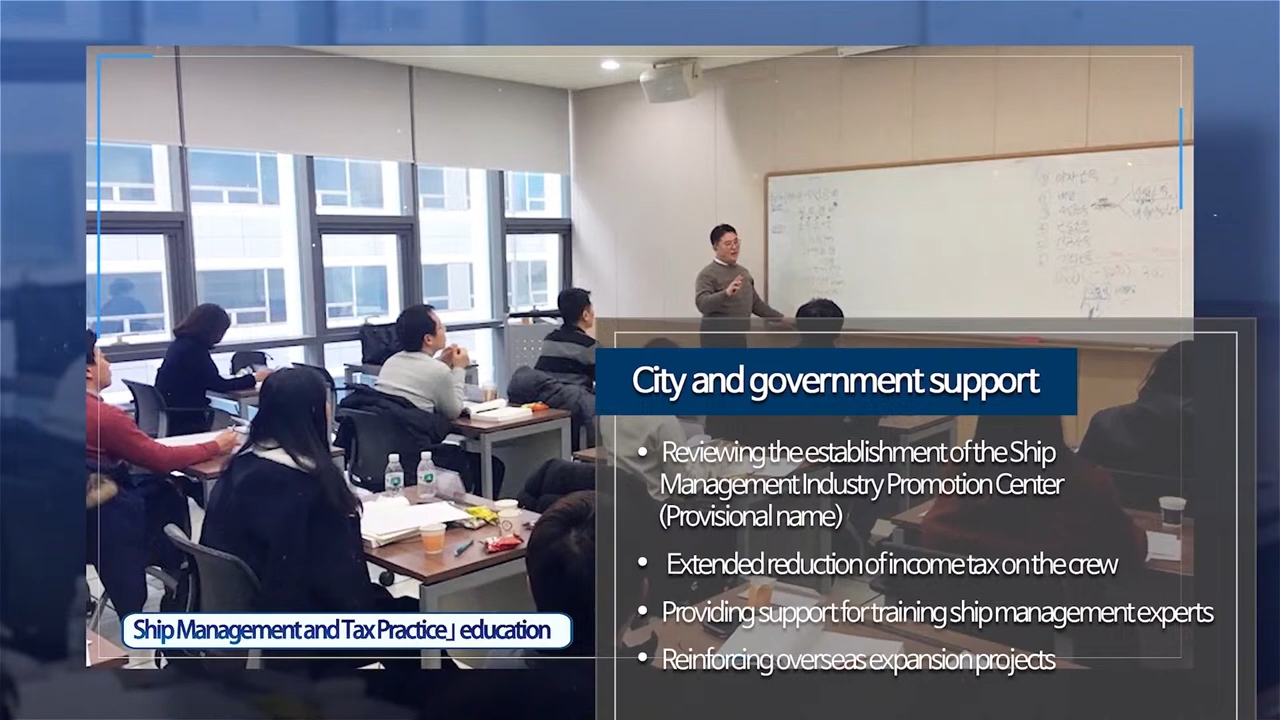 City and government support
• Reviewing the establishment of the Ship
Management Industry Promotion Center
(Provisional name)
• Extended reduction of income tax on the crew
• Providing support for training ship management experts
• Reinforcing overseas expansion projects
Ship Management and Tax Practice」 education